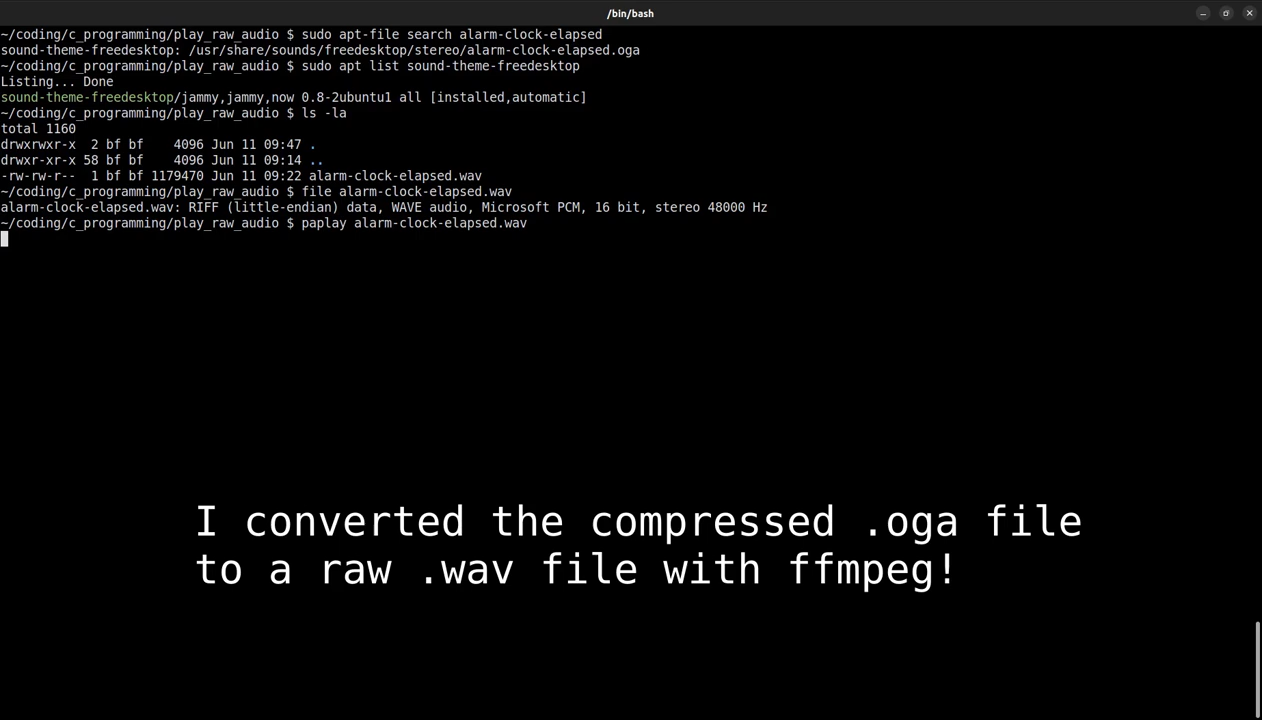 /bin/bash
~/coding/c_programming/play_raw_audio $ sudo apt-file search alarm-clock-elapsed
sound-theme-freedesktop: /usr/share/sounds/freedesktop/stereo/alarm-clock-elapsed.oga
~/coding/c_programming/play_raw_audio $ sudo apt list sound-theme-freedesktop
Listing... Done
sound-theme-freedesktop/jammy,jammy,now 0.8-2ubuntu1 all [installed,automatic]
~/coding/c_programming/play_raw_audio $ ls -la
total 1160
drwxrwxr-x  2 bf bf    4096 Jun 11 09:47 .
drwxr-xr-x 58 bf bf    4096 Jun 11 09:14 ..
-rw-rw-r--  1 bf bf 1179470 Jun 11 09:22 alarm-clock-elapsed.wav
~/coding/c_programming/play_raw_audio $ file alarm-clock-elapsed.wav
alarm-clock-elapsed.wav: RIFF (little-endian) data, WAVE audio, Microsoft PCM, 16 bit, stereo 48000 Hz
~/coding/c_programming/play_raw_audio $ paplay alarm-clock-elapsed.wav
I converted the compressed .oga file
to a raw .wav file with ffmpeg!